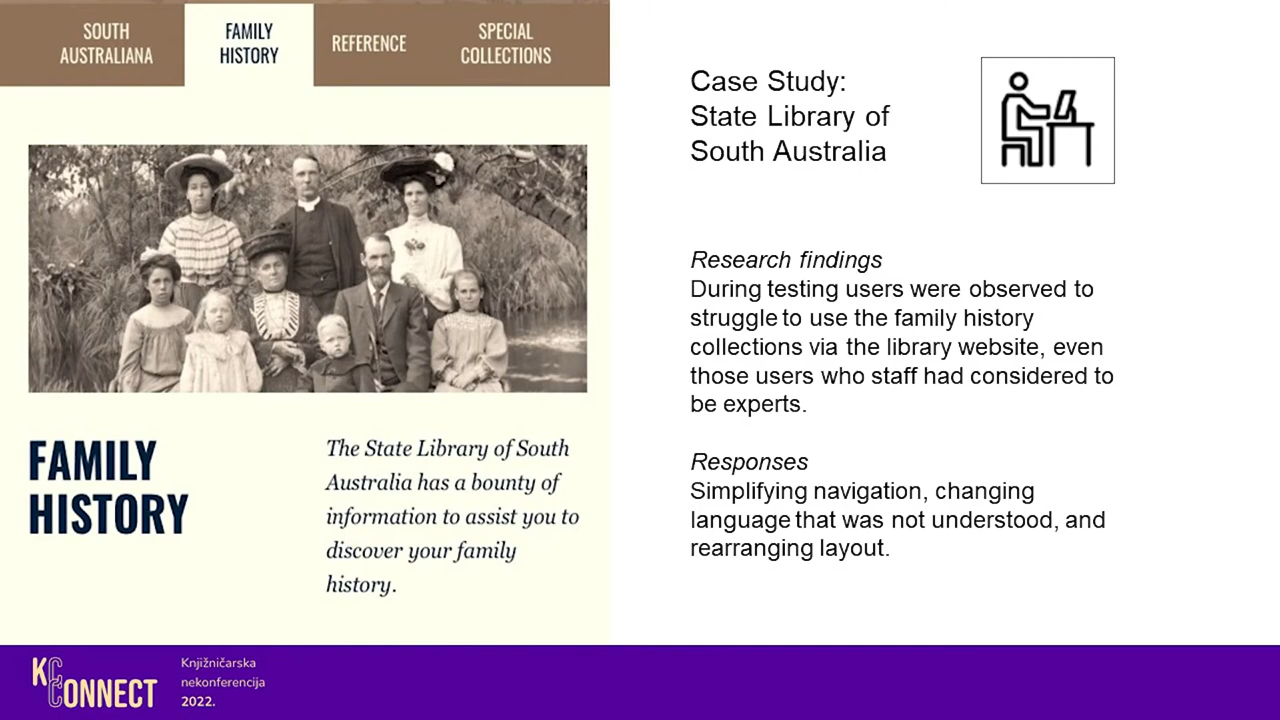 SOUTH
AUSTRALIANA
FAMILY
HISTORY
REFERENCE
SPECIAL
COLLECTIONS
FAMILY
HISTORY
The State Library of South
Australia has a bounty of
information to assist you to
discover your family
history.
Case Study:
State Library of
South Australia
Research findings
During testing users were observed to
struggle to use the family history
collections via the library website, even
those users who staff had considered to
be experts.
Responses
Simplifying navigation, changing
language that was not understood, and
rearranging layout.
KCCONNECT
Knjižničarska
nekonferencija
2022.